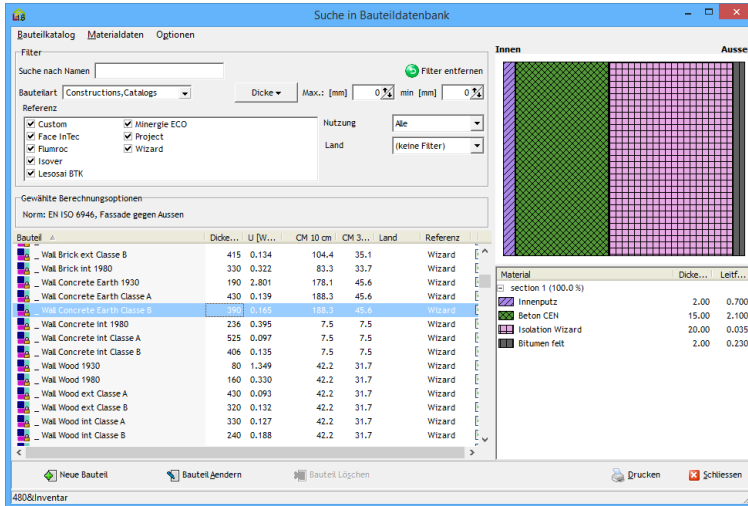 Suche in Bauteildatenbank
Bauteilkatalog Materialdaten Optionen
Filter
Suche nach Namen
Filter entfernen
Bauteilart Constructions,Catalogs Dicke Max.: [mm] 0 min [mm] 0
Referenz
Custom Minergie ECO
Face InTec Project
Flumroc Wizard
Isover
Lesosai BTK
Nutzung Alle
Land (keine Filter)
Gewählte Berechnungsoptionen
Norm: EN ISO 6946, Fassade gegen Aussen
Bauteil Dicke... U [W... CM 10 cm CM 3... Land Referenz
_ Wall Brick ext Classe B 415 0.134 104.4 35.1 Wizard
_ Wall Brick int 1980 330 0.322 83.3 33.7 Wizard
_ Wall Concrete Earth 1930 190 2.801 178.1 45.6 Wizard
_ Wall Concrete Earth Classe A 430 0.139 188.3 45.6 Wizard
_ Wall Concrete Earth Classe B 390 0.165 188.3 45.6 Wizard
_ Wall Concrete int 1980 236 0.395 7.5 7.5 Wizard
_ Wall Concrete int Classe A 525 0.097 7.5 7.5 Wizard
_ Wall Concrete int Classe B 406 0.135 7.5 7.5 Wizard
_ Wall Wood 1930 80 1.349 42.2 31.7 Wizard
_ Wall Wood 1980 160 0.330 42.2 31.7 Wizard
_ Wall Wood ext Classe A 430 0.093 42.2 31.7 Wizard
_ Wall Wood ext Classe B 320 0.132 42.2 31.7 Wizard
_ Wall Wood int Classe A 330 0.127 42.2 31.7 Wizard
_ Wall Wood int Classe B 240 0.188 42.2 31.7 Wizard
Innen Ausse
Material Dicke... Leitf...
section 1 (100.0 %)
Innenputz 2.00 0.700
Beton CEN 15.00 2.100
Isolation Wizard 20.00 0.035
Bitumen felt 2.00 0.230
Neue Bauteil Bauteil Aendern Bauteil Löschen Drucken Schliessen
480&Inventar